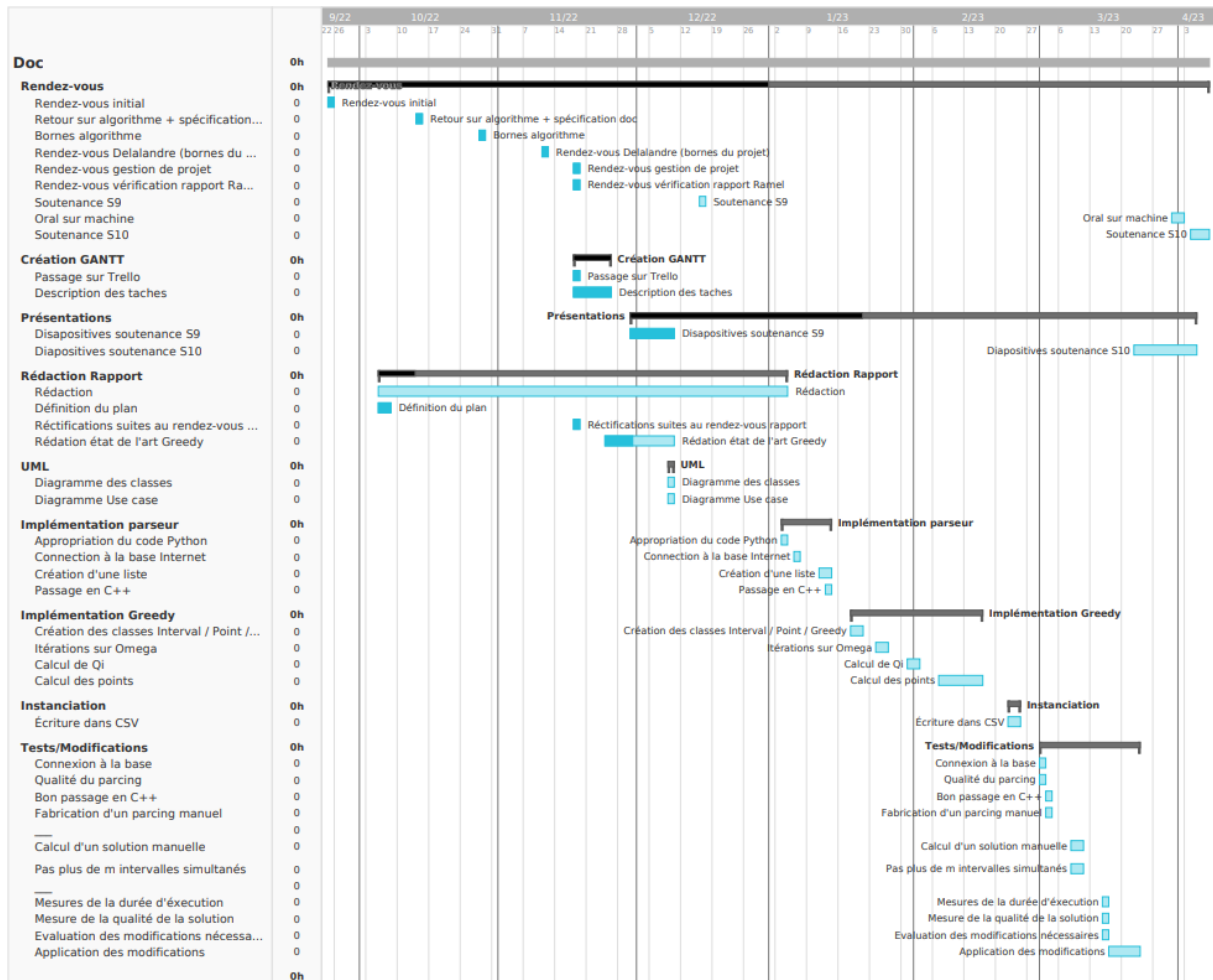 9/22 10/22 11/22 12/22 1/23 2/23 3/23 4/23
22 26 3 10 17 24 31 7 14 21 28 5 12 19 26 2 9 16 23 30 6 13 20 27 6 13 20 27 3
Doc 0h
Rendez-vous 0h Rendez-vous
Rendez-vous initial 0 Rendez-vous initial
Retour sur algorithme + spécification... 0 Retour sur algorithme + spécification doc
Bornes algorithme 0 Bornes algorithme
Rendez-vous Delalandre (bornes du ... 0 Rendez-vous Delalandre (bornes du projet)
Rendez-vous gestion de projet 0 Rendez-vous gestion de projet
Rendez-vous vérification rapport Ra... 0 Rendez-vous vérification rapport Ramel
Soutenance S9 0 Soutenance S9
Oral sur machine 0 Oral sur machine
Soutenance S10 0 Soutenance S10
Création GANTT 0h Création GANTT
Passage sur Trello 0 Passage sur Trello
Description des taches 0 Description des taches
Présentations 0h Présentations
Disapositives soutenance S9 0 Disapositives soutenance S9
Diapositives soutenance S10 0 Diapositives soutenance S10
Rédaction Rapport 0h Rédaction Rapport
Rédaction 0 Rédaction
Définition du plan 0 Définition du plan
Réctifications suites au rendez-vous ... 0 Réctifications suites au rendez-vous rapport
Rédation état de l'art Greedy 0 Rédation état de l'art Greedy
UML 0h UML
Diagramme des classes 0 Diagramme des classes
Diagramme Use case 0 Diagramme Use case
Implémentation parseur 0h Implémentation parseur
Appropriation du code Python 0 Appropriation du code Python
Connection à la base Internet 0 Connection à la base Internet
Création d'une liste 0 Création d'une liste
Passage en C++ 0 Passage en C++
Implémentation Greedy 0h Implémentation Greedy
Création des classes Interval / Point /... 0 Création des classes Interval / Point / Greedy
Itérations sur Omega 0 Itérations sur Omega
Calcul de Qi 0 Calcul de Qi
Calcul des points 0 Calcul des points
Instanciation 0h Instanciation
Écriture dans CSV 0 Écriture dans CSV
Tests/Modifications 0h Tests/Modifications
Connexion à la base 0 Connexion à la base
Qualité du parcing 0 Qualité du parcing
Bon passage en C++ 0 Bon passage en C++
Fabrication d'un parcing manuel 0 Fabrication d'un parcing manuel
___ 0
Calcul d'un solution manuelle 0 Calcul d'un solution manuelle
Pas plus de m intervalles simultanés 0 Pas plus de m intervalles simultanés
___ 0
Mesures de la durée d'éxecution 0 Mesures de la durée d'éxecution
Mesure de la qualité de la solution 0 Mesure de la qualité de la solution
Evaluation des modifications nécessa... 0 Evaluation des modifications nécessaires
Application des modifications 0 Application des modifications
0h